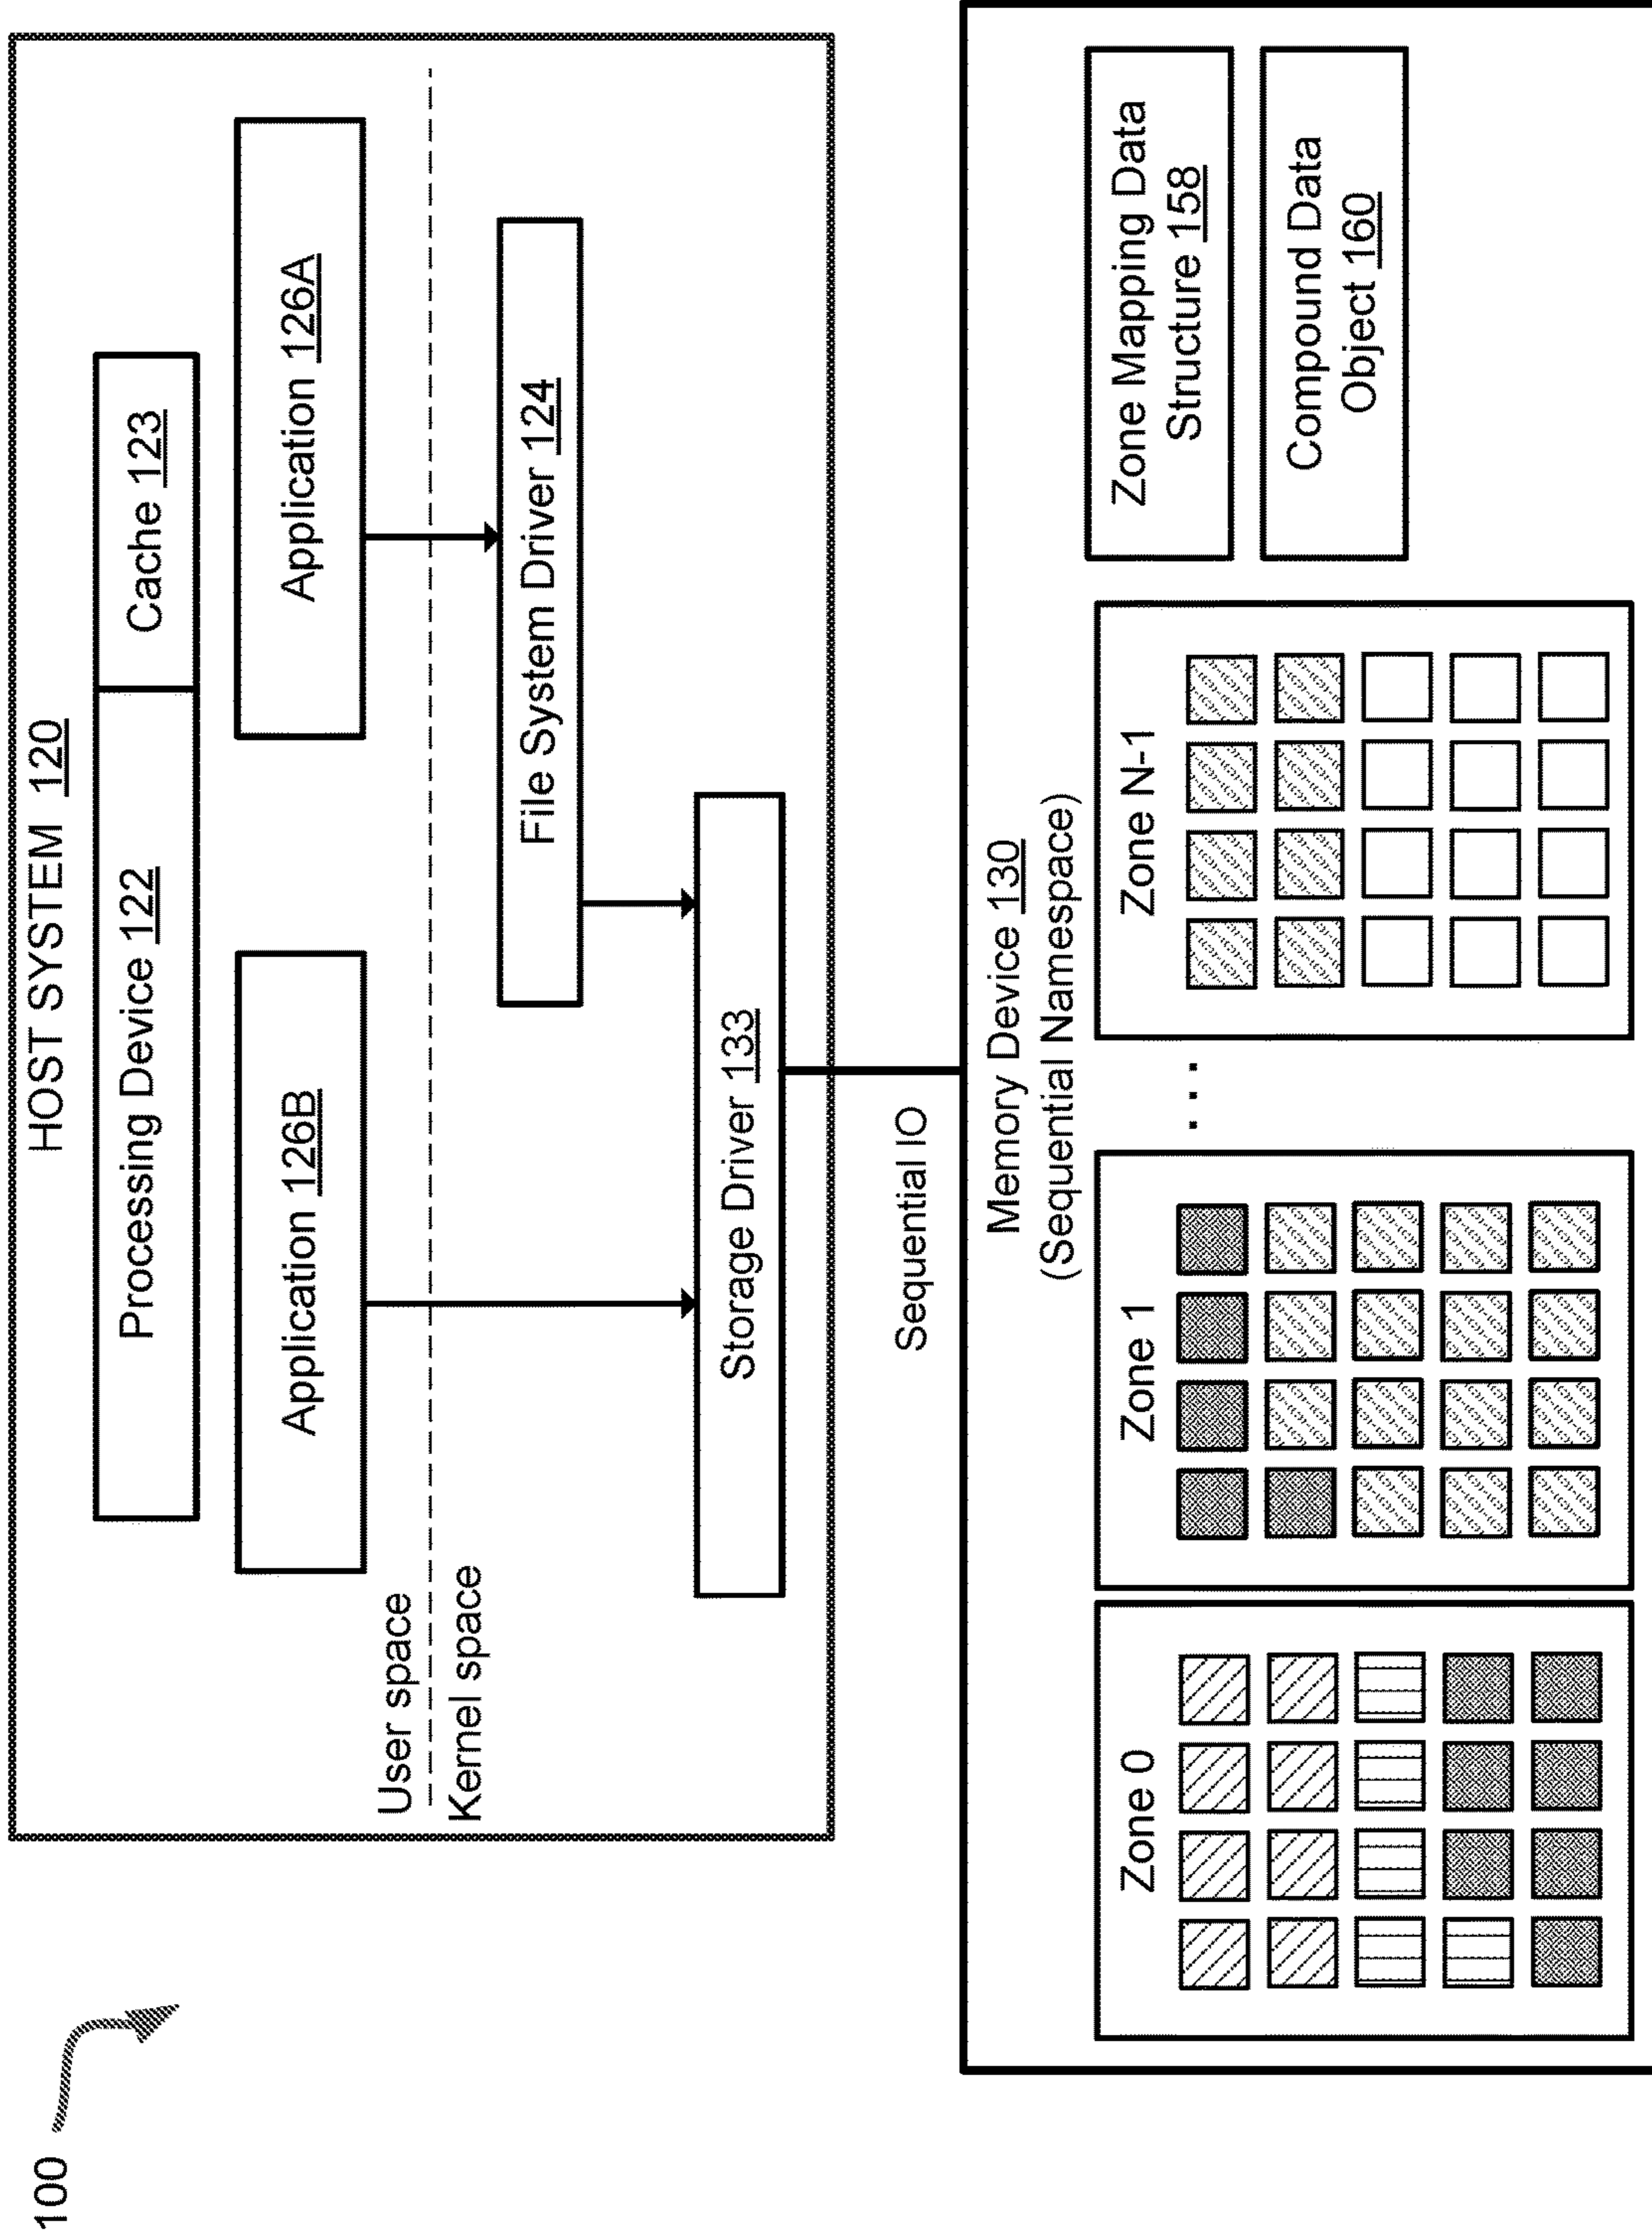 100
HOST SYSTEM 120
Processing Device 122
Cache 123
Application 126B
Application 126A
User space
Kernel space
File System Driver 124
Storage Driver 133
Sequential IO
Memory Device 130
(Sequential Namespace)
Zone 0
Zone 1
. . .
Zone N-1
Zone Mapping Data
Structure 158
Compound Data
Object 160